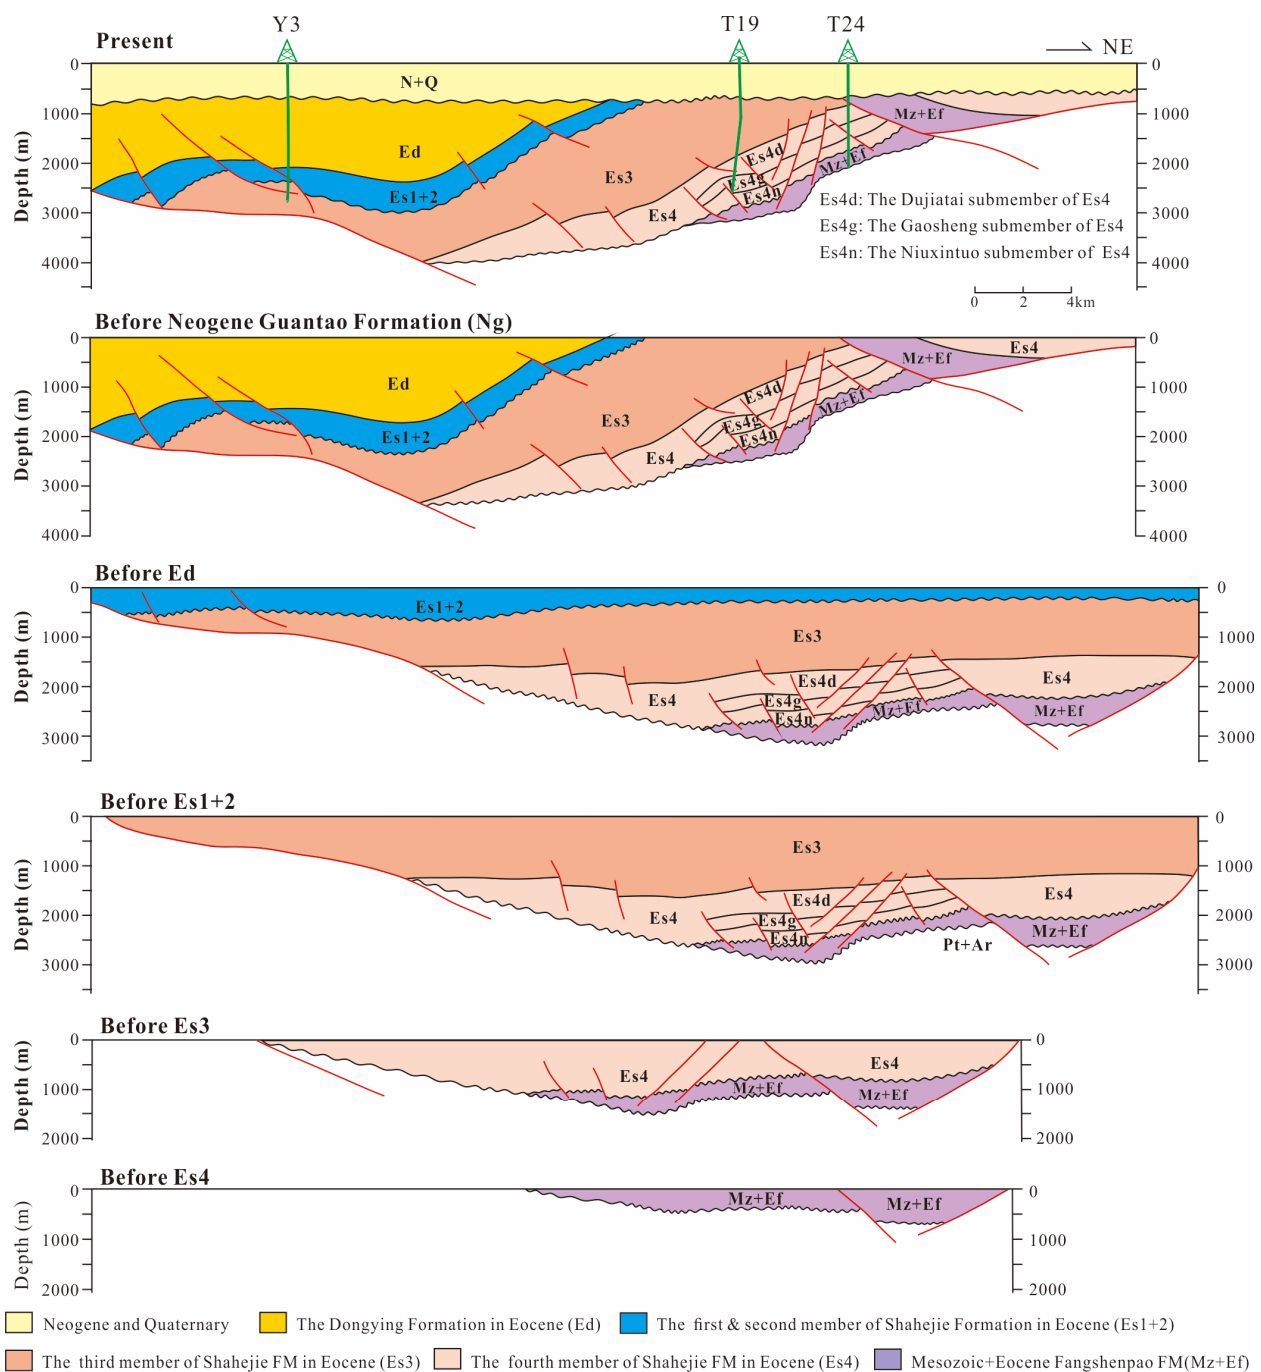 Y3 T19 T24
Present NE
0 0
N+Q
1000 Mz+Ef 1000
Ed Es4d
2000 Mz+Ef 2000
Es3 Es4g
Es1+2 Es4n Es4d: The Dujiatai submember of Es4
3000 Es4 3000
Es4g: The Gaosheng submember of Es4
Es4n: The Niuxintuo submember of Es4
4000 4000
Depth (m)
0 2 4km
Before Neogene Guantao Formation (Ng)
0 0
Es4
Mz+Ef
1000 Ed Es4d 1000
Mz+Ef
Es3 Es4g
2000 Es1+2 Es4n 2000
Es4
3000 3000
4000 4000
Depth (m)
Before Ed
0 0
Es1+2
1000 Es3 1000
Es4d Es4
2000 Es4 Es4g 2000
Es4n Mz+Ef Mz+Ef
3000 3000
Depth (m)
Before Es1+2
0 0
Es3
1000 1000
Es4d Es4
2000 Es4 Es4g 2000
Es4n Mz+Ef
Pt+Ar
3000 3000
Depth (m)
Before Es3
0 0
Es4 Es4
1000 Mz+Ef Mz+Ef 1000
2000 2000
Depth (m)
Before Es4
0 0
Mz+Ef Mz+Ef
1000 1000
2000 2000
Depth (m)
Neogene and Quaternary The Dongying Formation in Eocene (Ed) The first & second member of Shahejie Formation in Eocene (Es1+2)
The third member of Shahejie FM in Eocene (Es3) The fourth member of Shahejie FM in Eocene (Es4) Mesozoic+Eocene Fangshenpao FM(Mz+Ef)